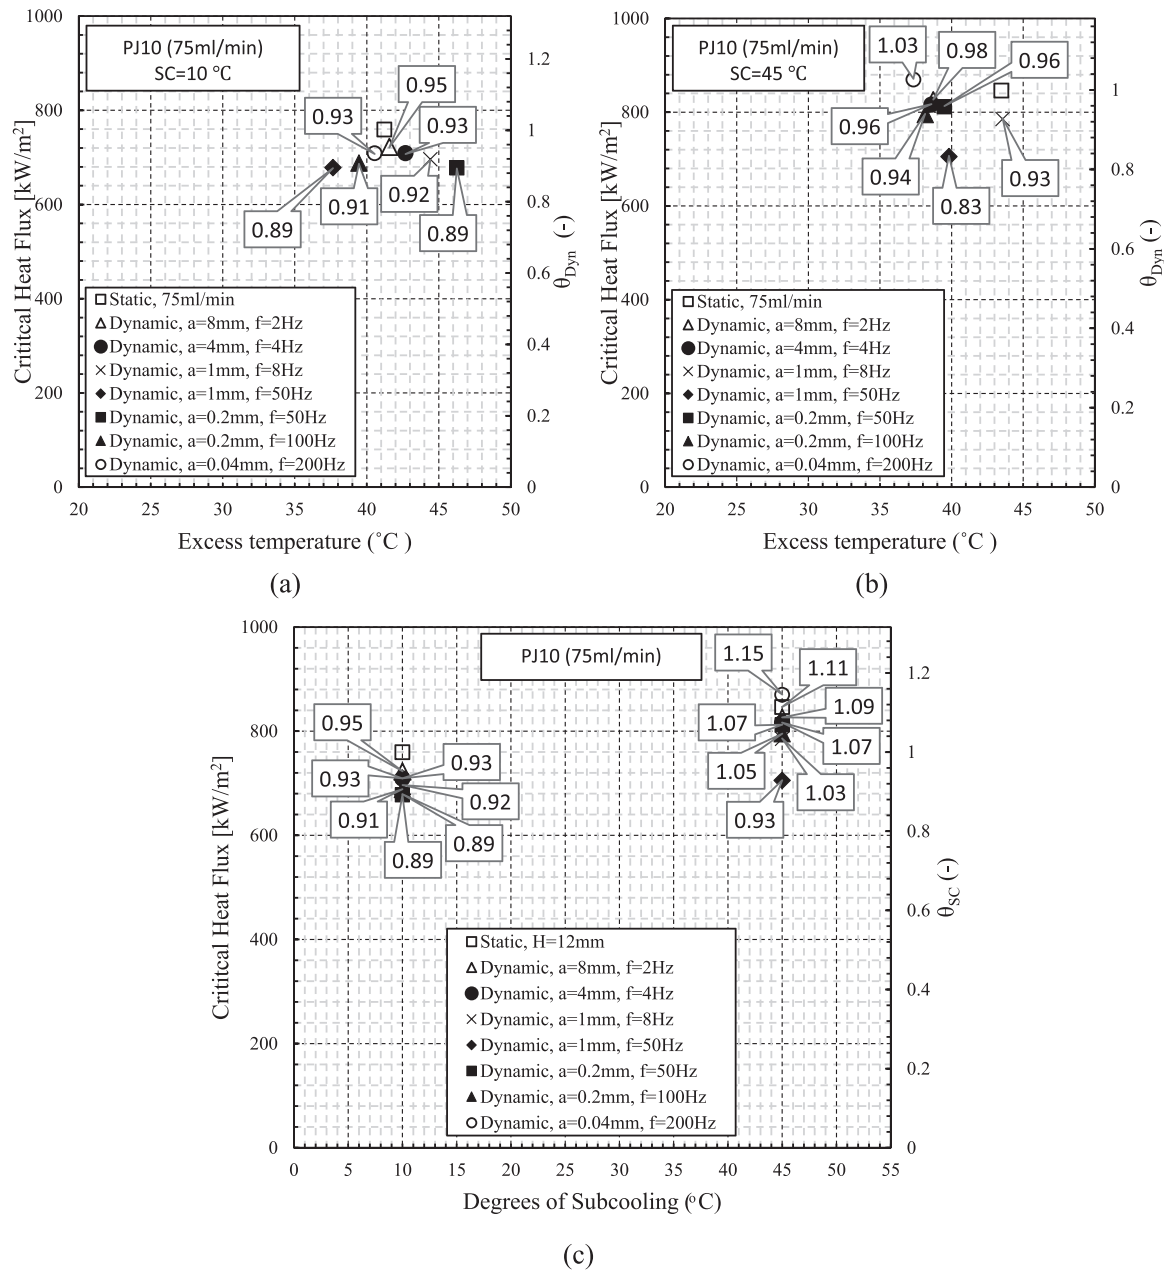 PJ10 (75ml/min)
SC=10 ℃
Crititcal Heat Flux [kW/m²]
1000
800
600
400
200
0
0.95
0.93
0.93
0.89
0.91
0.92
0.89
□ Static, 75ml/min
△ Dynamic, a=8mm, f=2Hz
● Dynamic, a=4mm, f=4Hz
× Dynamic, a=1mm, f=8Hz
◆ Dynamic, a=1mm, f=50Hz
■ Dynamic, a=0.2mm, f=50Hz
▲ Dynamic, a=0.2mm, f=100Hz
○ Dynamic, a=0.04mm, f=200Hz
1.2
1
0.8
0.6
0.4
0.2
0
θDyn (-)
20 25 30 35 40 45 50
Excess temperature (˚C )
(a)
PJ10 (75ml/min)
SC=45 ℃
Crititcal Heat Flux [kW/m²]
1000
800
600
400
200
0
1.03
0.98
0.96
0.96
0.94
0.83
0.93
□ Static, 75ml/min
△ Dynamic, a=8mm, f=2Hz
● Dynamic, a=4mm, f=4Hz
× Dynamic, a=1mm, f=8Hz
◆ Dynamic, a=1mm, f=50Hz
■ Dynamic, a=0.2mm, f=50Hz
▲ Dynamic, a=0.2mm, f=100Hz
○ Dynamic, a=0.04mm, f=200Hz
1
0.8
0.6
0.4
0.2
0
θDyn (-)
20 25 30 35 40 45 50
Excess temperature (˚C )
(b)
PJ10 (75ml/min)
Crititcal Heat Flux [kW/m²]
1000
800
600
400
200
0
0.95
0.93
0.93
0.92
0.91
0.89
0.89
1.15
1.11
1.09
1.07
1.07
1.05
1.03
0.93
□ Static, H=12mm
△ Dynamic, a=8mm, f=2Hz
● Dynamic, a=4mm, f=4Hz
× Dynamic, a=1mm, f=8Hz
◆ Dynamic, a=1mm, f=50Hz
■ Dynamic, a=0.2mm, f=50Hz
▲ Dynamic, a=0.2mm, f=100Hz
○ Dynamic, a=0.04mm, f=200Hz
1.2
1
0.8
0.6
0.4
0.2
0
θSC (-)
0 5 10 15 20 25 30 35 40 45 50 55
Degrees of Subcooling (°C)
(c)